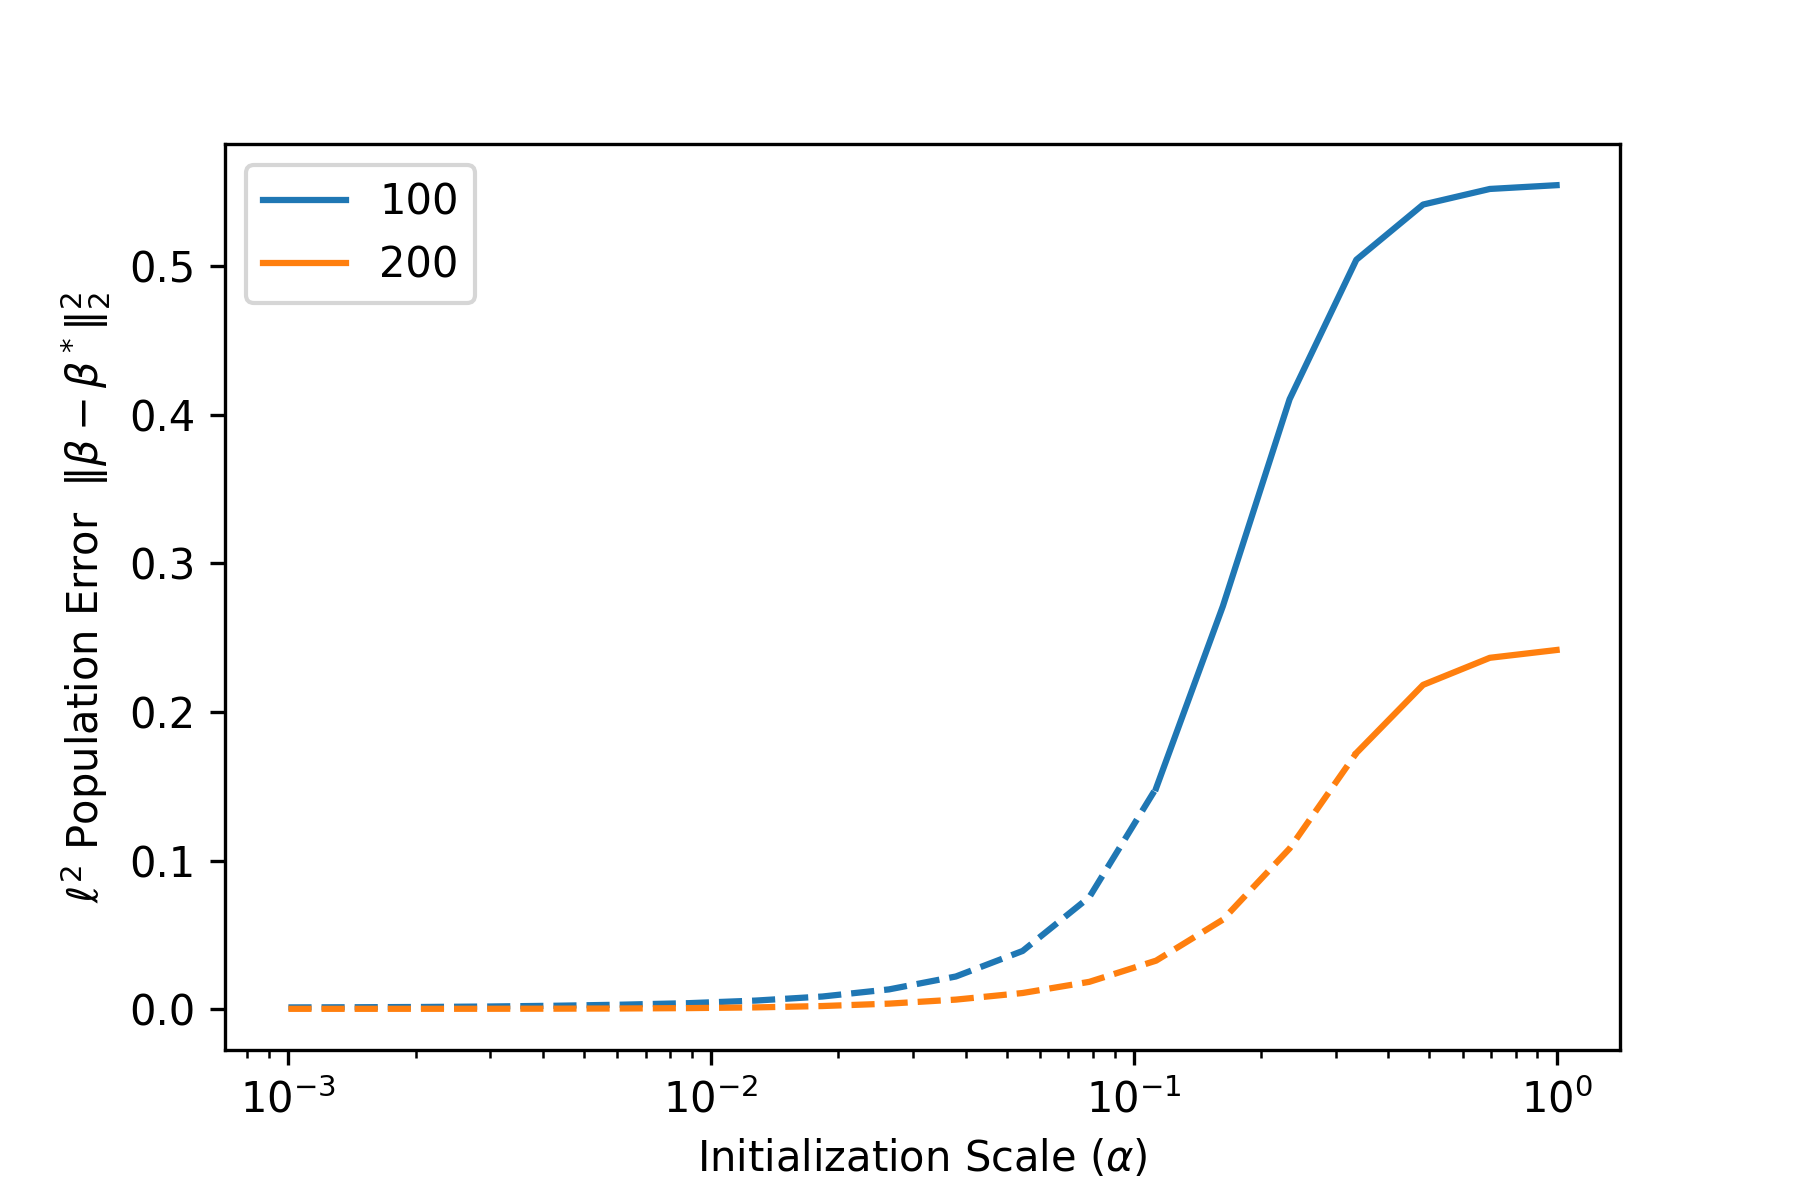 100
200
ℓ² Population Error ‖β − β*‖₂²
0.5
0.4
0.3
0.2
0.1
0.0
10⁻³ 10⁻² 10⁻¹ 10⁰
Initialization Scale (α)